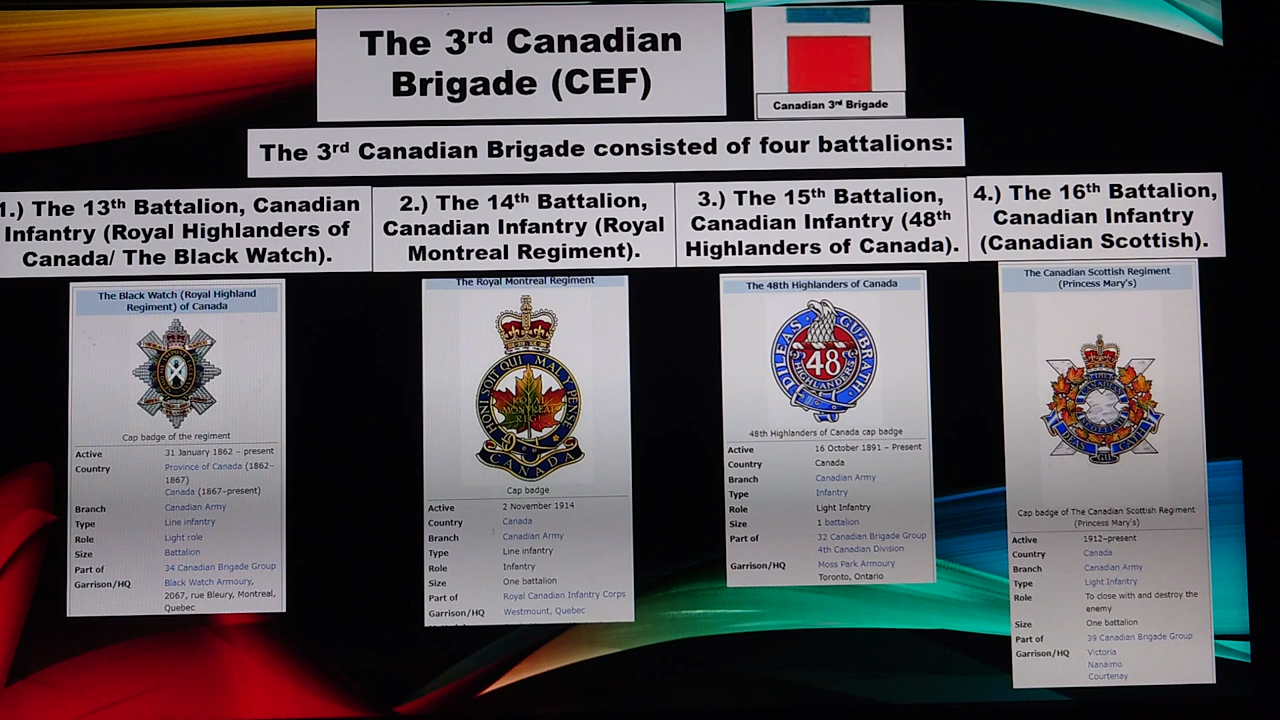 The 3rd Canadian
Brigade (CEF)
Canadian 3rd Brigade
The 3rd Canadian Brigade consisted of four battalions:
1.) The 13th Battalion, Canadian
Infantry (Royal Highlanders of
Canada/ The Black Watch).
2.) The 14th Battalion,
Canadian Infantry (Royal
Montreal Regiment).
3.) The 15th Battalion,
Canadian Infantry (48th
Highlanders of Canada).
4.) The 16th Battalion,
Canadian Infantry
(Canadian Scottish).
The Black Watch (Royal Highland
Regiment) of Canada
Cap badge of the regiment
Active 31 January 1862 – present
Country Province of Canada (1862–
1867)
Canada (1867–present)
Branch Canadian Army
Type Line infantry
Role Light role
Size Battalion
Part of 34 Canadian Brigade Group
Garrison/HQ Black Watch Armoury,
2067, rue Bleury, Montreal,
Quebec
The Royal Montreal Regiment
HONI SOIT QUI MAL Y PENSE
ROYAL
MONTREAL
REGT
CANADA
Cap badge
Active 2 November 1914
Country Canada
Branch Canadian Army
Type Line infantry
Role Infantry
Size One battalion
Part of Royal Canadian Infantry Corps
Garrison/HQ Westmount, Quebec
The 48th Highlanders of Canada
DILEAS GU BRATH
48
HIGHLANDERS
48th Highlanders of Canada cap badge
Active 16 October 1891 – Present
Country Canada
Branch Canadian Army
Type Infantry
Role Light Infantry
Size 1 battalion
Part of 32 Canadian Brigade Group
4th Canadian Division
Garrison/HQ Moss Park Armoury
Toronto, Ontario
The Canadian Scottish Regiment
(Princess Mary's)
CANADIAN
SCOTTISH
Cap badge of The Canadian Scottish Regiment
(Princess Mary's)
Active 1912–present
Country Canada
Branch Canadian Army
Type Light Infantry
Role To close with and destroy the
enemy
Size One battalion
Part of 39 Canadian Brigade Group
Garrison/HQ Victoria
Nanaimo
Courtenay